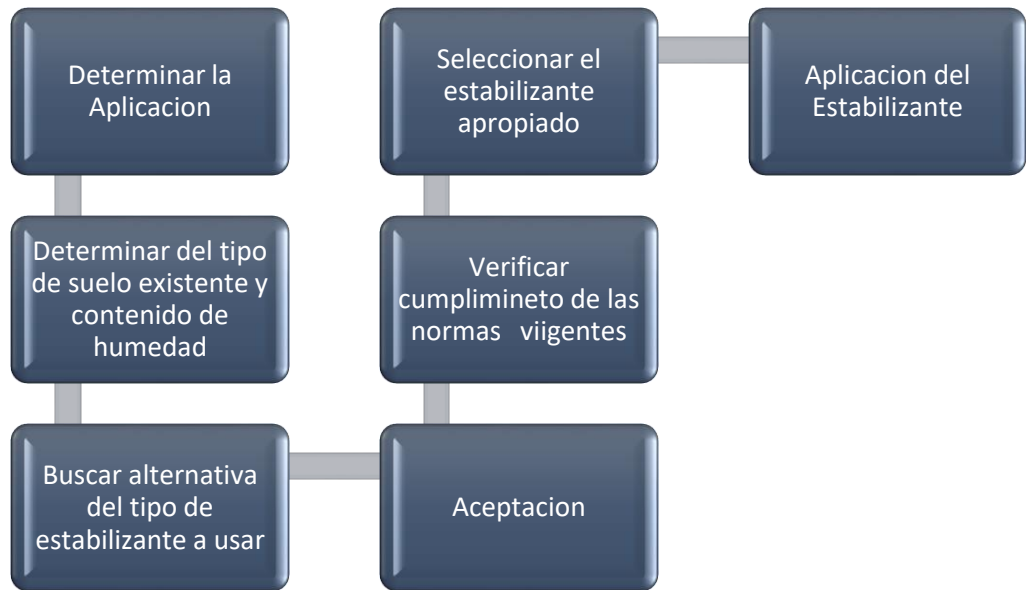 Determinar la
Aplicacion
Determinar del tipo
de suelo existente y
contenido de
humedad
Buscar alternativa
del tipo de
estabilizante a usar
Aceptacion
Verificar
cumplimineto de las
normas viigentes
Seleccionar el
estabilizante
apropiado
Aplicacion del
Estabilizante